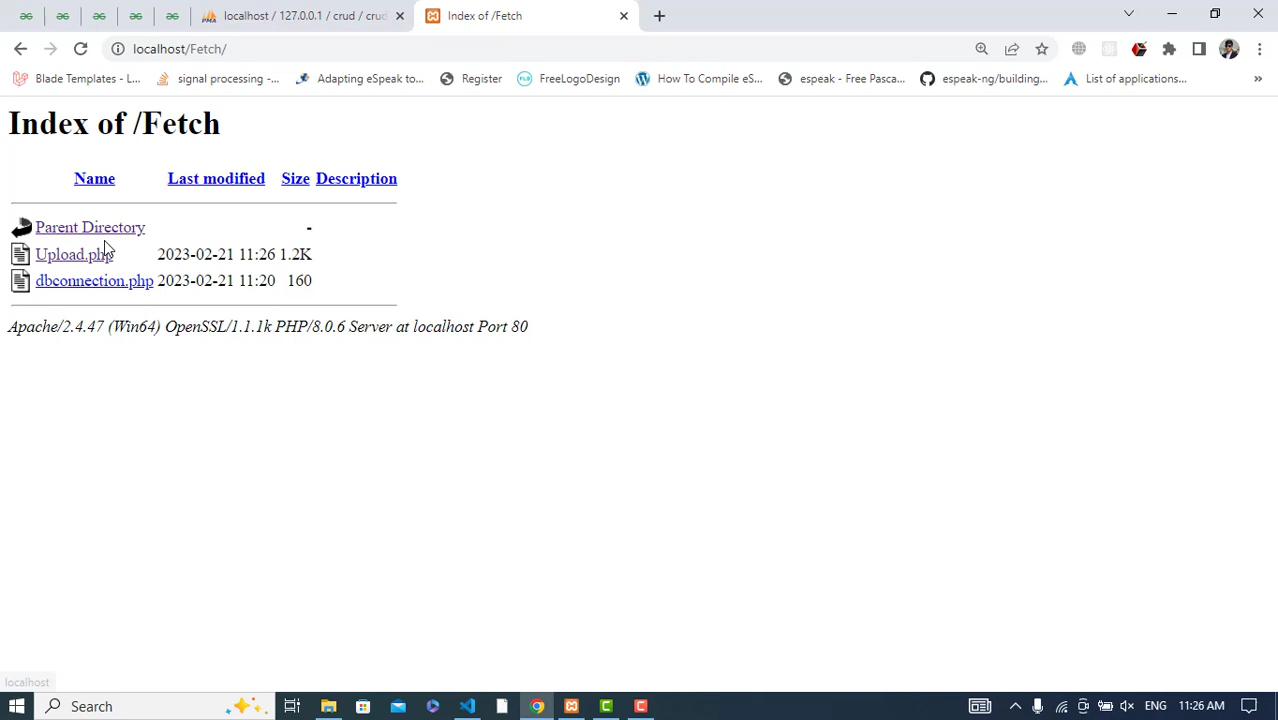 localhost / 127.0.0.1 / crud / crud
Index of /Fetch
localhost/Fetch/
Blade Templates - L...
signal processing -...
Adapting eSpeak to...
Register
FreeLogoDesign
How To Compile eS...
espeak - Free Pasca...
espeak-ng/building...
List of applications...
Index of /Fetch
Name Last modified Size Description
Parent Directory -
Upload.php 2023-02-21 11:26 1.2K
dbconnection.php 2023-02-21 11:20 160
Apache/2.4.47 (Win64) OpenSSL/1.1.1k PHP/8.0.6 Server at localhost Port 80
localhost
Search
ENG 11:26 AM